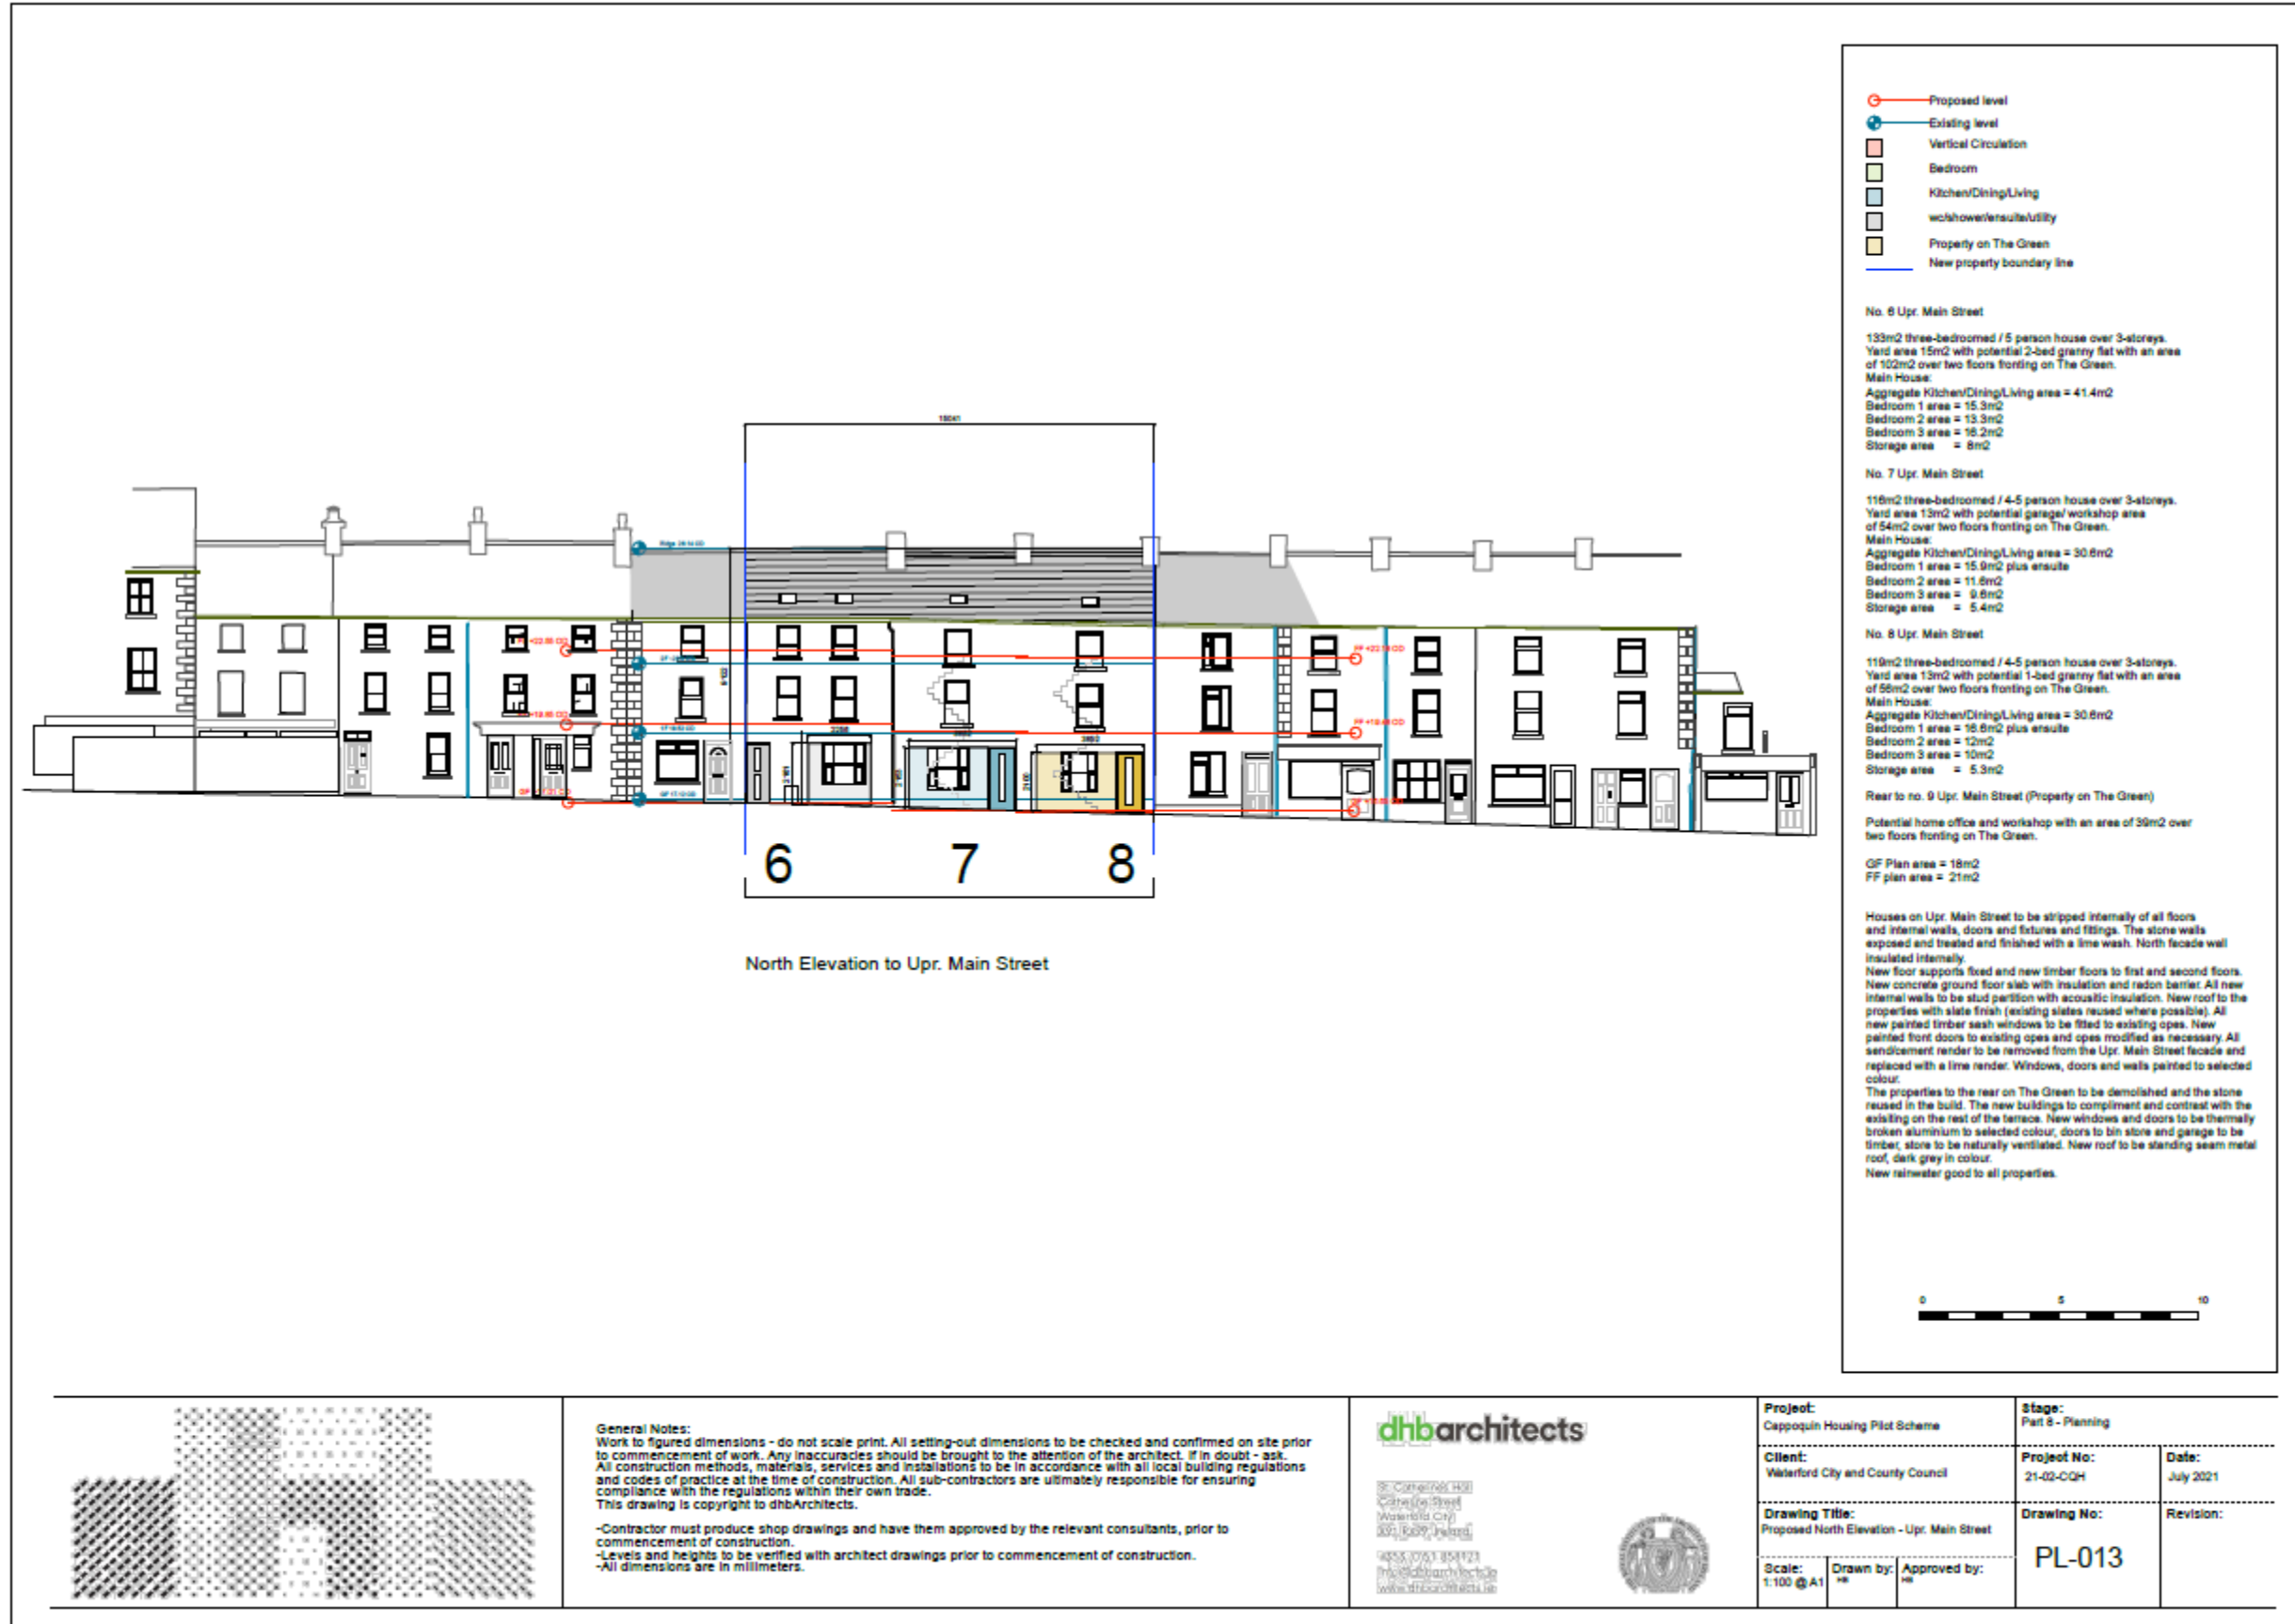 Proposed level
Existing level
Vertical Circulation
Bedroom
Kitchen/Dining/Living
wc/shower/ensuite/utility
Property on The Green
New property boundary line
No. 6 Upr. Main Street
133m2 three-bedroomed / 5 person house over 3-storeys.
Yard area 15m2 with potential 2-bed granny flat with an area
of 102m2 over two floors fronting on The Green.
Main House:
Aggregate Kitchen/Dining/Living area = 41.4m2
Bedroom 1 area = 15.3m2
Bedroom 2 area = 13.3m2
Bedroom 3 area = 16.2m2
Storage area = 8m2
No. 7 Upr. Main Street
116m2 three-bedroomed / 4-5 person house over 3-storeys.
Yard area 13m2 with potential garage/ workshop area
of 54m2 over two floors fronting on The Green.
Main House:
Aggregate Kitchen/Dining/Living area = 30.6m2
Bedroom 1 area = 15.9m2 plus ensuite
Bedroom 2 area = 11.6m2
Bedroom 3 area = 9.6m2
Storage area = 5.4m2
No. 8 Upr. Main Street
119m2 three-bedroomed / 4-5 person house over 3-storeys.
Yard area 13m2 with potential 1-bed granny flat with an area
of 56m2 over two floors fronting on The Green.
Main House:
Aggregate Kitchen/Dining/Living area = 30.6m2
Bedroom 1 area = 16.6m2 plus ensuite
Bedroom 2 area = 12m2
Bedroom 3 area = 10m2
Storage area = 5.3m2
Rear to no. 9 Upr. Main Street (Property on The Green)
Potential home office and workshop with an area of 39m2 over
two floors fronting on The Green.
GF Plan area = 18m2
FF plan area = 21m2
Houses on Upr. Main Street to be stripped internally of all floors
and internal walls, doors and fixtures and fittings. The stone walls
exposed and treated and finished with a lime wash. North facade wall
insulated internally.
New floor supports fixed and new timber floors to first and second floors.
New concrete ground floor slab with insulation and radon barrier. All new
internal walls to be stud partition with acousitic insulation. New roof to the
properties with slate finish (existing slates reused where possible). All
new painted timber sash windows to be fitted to existing opes. New
painted front doors to existing opes and opes modified as necessary. All
sand/cement render to be removed from the Upr. Main Street facade and
replaced with a lime render. Windows, doors and walls painted to selected
colour.
The properties to the rear on The Green to be demolished and the stone
reused in the build. The new buildings to compliment and contrast with the
exisiting on the rest of the terrace. New windows and doors to be thermally
broken aluminium to selected colour, doors to bin store and garage to be
timber, store to be naturally ventilated. New roof to be standing seam metal
roof, dark grey in colour.
New rainwater good to all properties.
0 5 10
6 7 8
North Elevation to Upr. Main Street
General Notes:
Work to figured dimensions - do not scale print. All setting-out dimensions to be checked and confirmed on site prior
to commencement of work. Any inaccuracies should be brought to the attention of the architect. If in doubt - ask.
All construction methods, materials, services and installations to be in accordance with all local building regulations
and codes of practice at the time of construction. All sub-contractors are ultimately responsible for ensuring
compliance with the regulations within their own trade.
This drawing is copyright to dhbArchitects.
-Contractor must produce shop drawings and have them approved by the relevant consultants, prior to
commencement of construction.
-Levels and heights to be verified with architect drawings prior to commencement of construction.
-All dimensions are in millimeters.
dhbarchitects
St. Catherine's Hall
Catherine Street
Waterford City
Ireland
www.dhbarchitects.ie
Project:
Cappoquin Housing Pilot Scheme
Stage:
Part 8 - Planning
Client:
Waterford City and County Council
Project No:
21-02-CQH
Date:
July 2021
Drawing Title:
Proposed North Elevation - Upr. Main Street
Drawing No:
PL-013
Revision:
Scale:
1:100 @ A1
Drawn by:
HB
Approved by:
HB